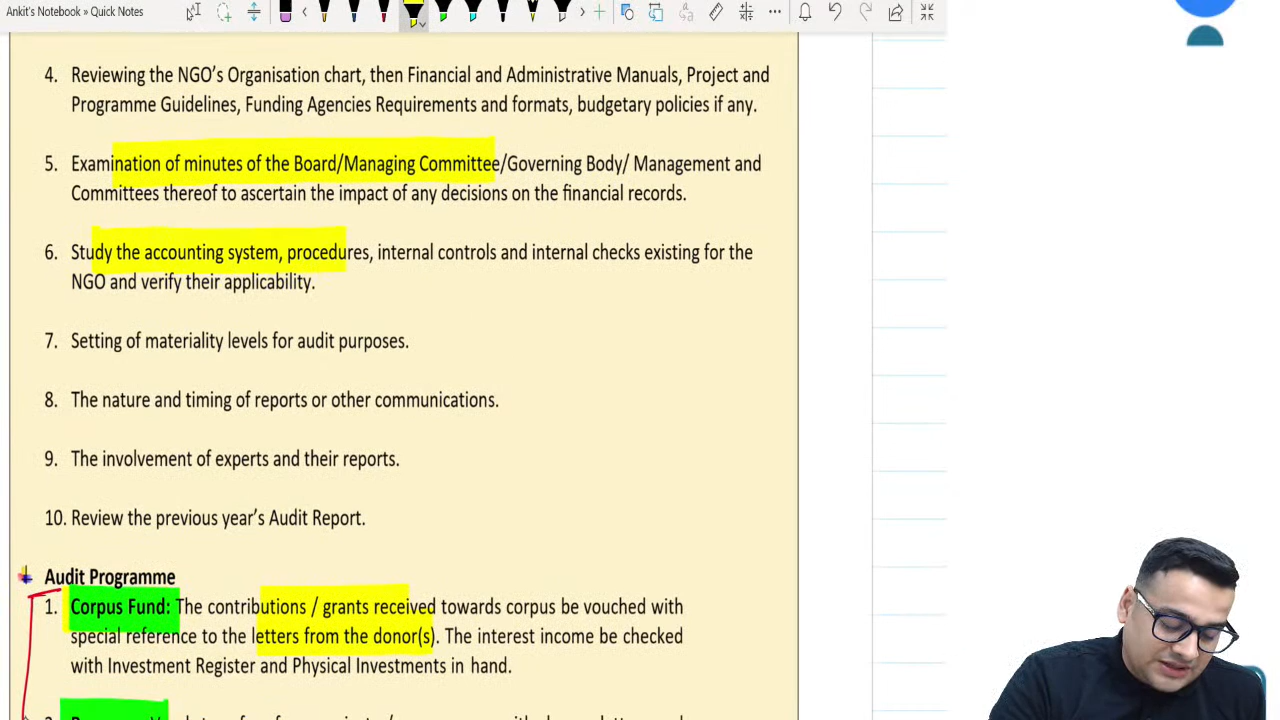 Ankit's Notebook » Quick Notes
4. Reviewing the NGO's Organisation chart, then Financial and Administrative Manuals, Project and
Programme Guidelines, Funding Agencies Requirements and formats, budgetary policies if any.
5. Examination of minutes of the Board/Managing Committee/Governing Body/ Management and
Committees thereof to ascertain the impact of any decisions on the financial records.
6. Study the accounting system, procedures, internal controls and internal checks existing for the
NGO and verify their applicability.
7. Setting of materiality levels for audit purposes.
8. The nature and timing of reports or other communications.
9. The involvement of experts and their reports.
10. Review the previous year's Audit Report.
Audit Programme
1. Corpus Fund: The contributions / grants received towards corpus be vouched with
special reference to the letters from the donor(s). The interest income be checked
with Investment Register and Physical Investments in hand.